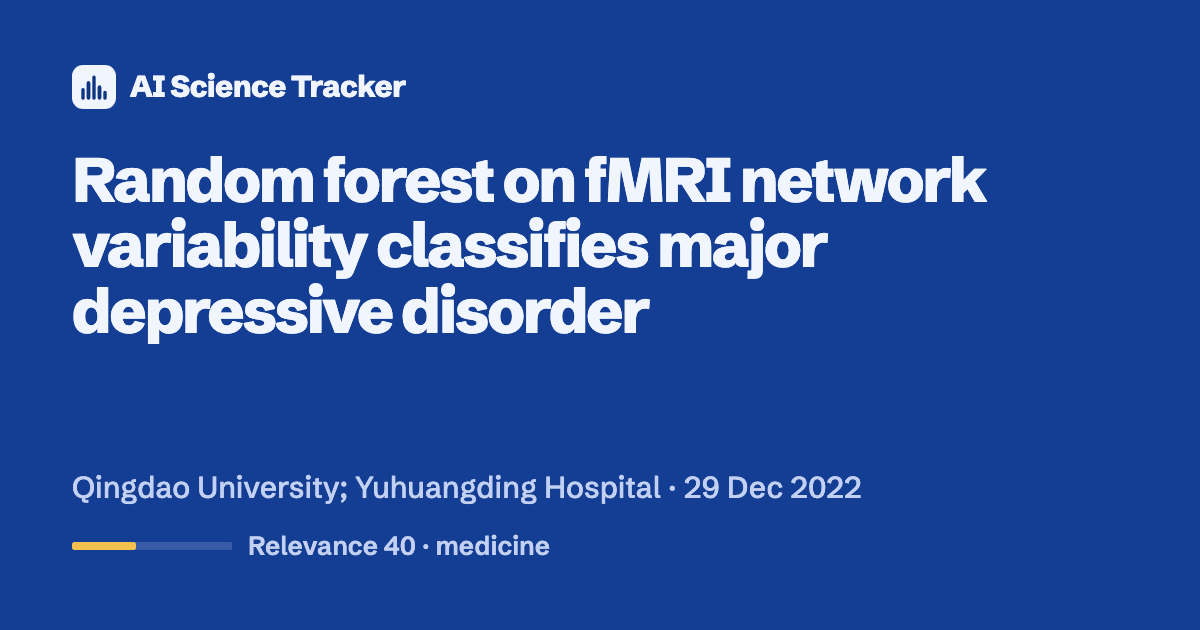 AI Science Tracker
Random forest on fMRI network
variability classifies major
depressive disorder
Qingdao University; Yuhuangding Hospital · 29 Dec 2022
Relevance 40 · medicine